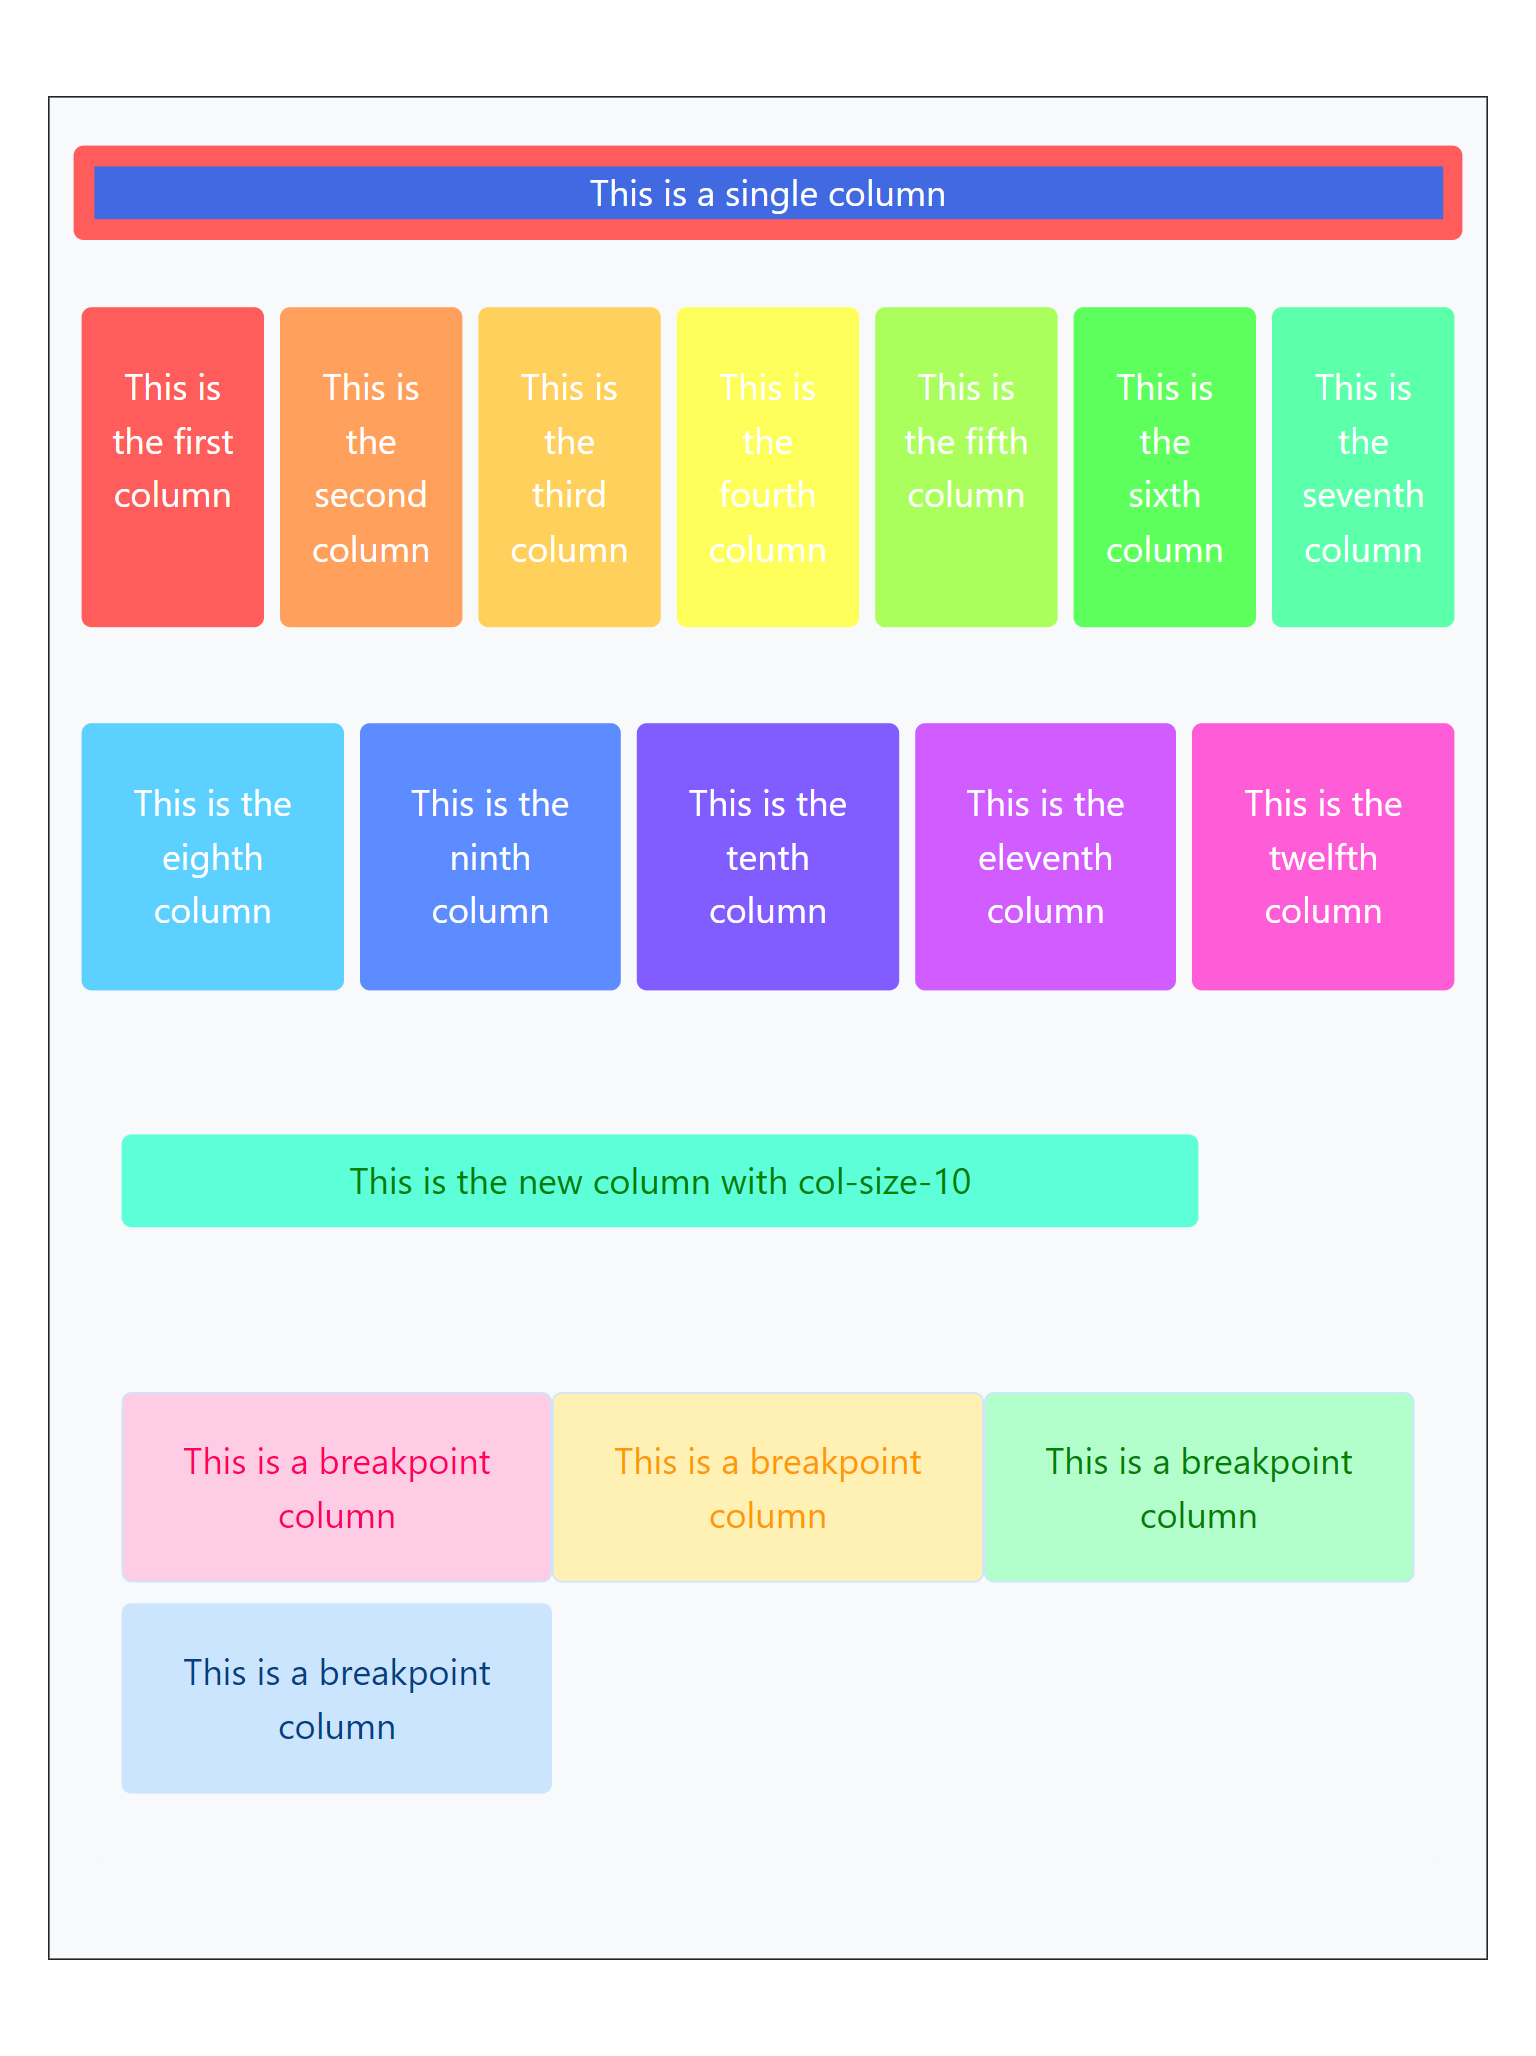 This is a single column
This is
the first
column
This is
the
second
column
This is
the
third
column
This is
the
fourth
column
This is
the fifth
column
This is
the
sixth
column
This is
the
seventh
column
This is the
eighth
column
This is the
ninth
column
This is the
tenth
column
This is the
eleventh
column
This is the
twelfth
column
This is the new column with col-size-10
This is a breakpoint
column
This is a breakpoint
column
This is a breakpoint
column
This is a breakpoint
column